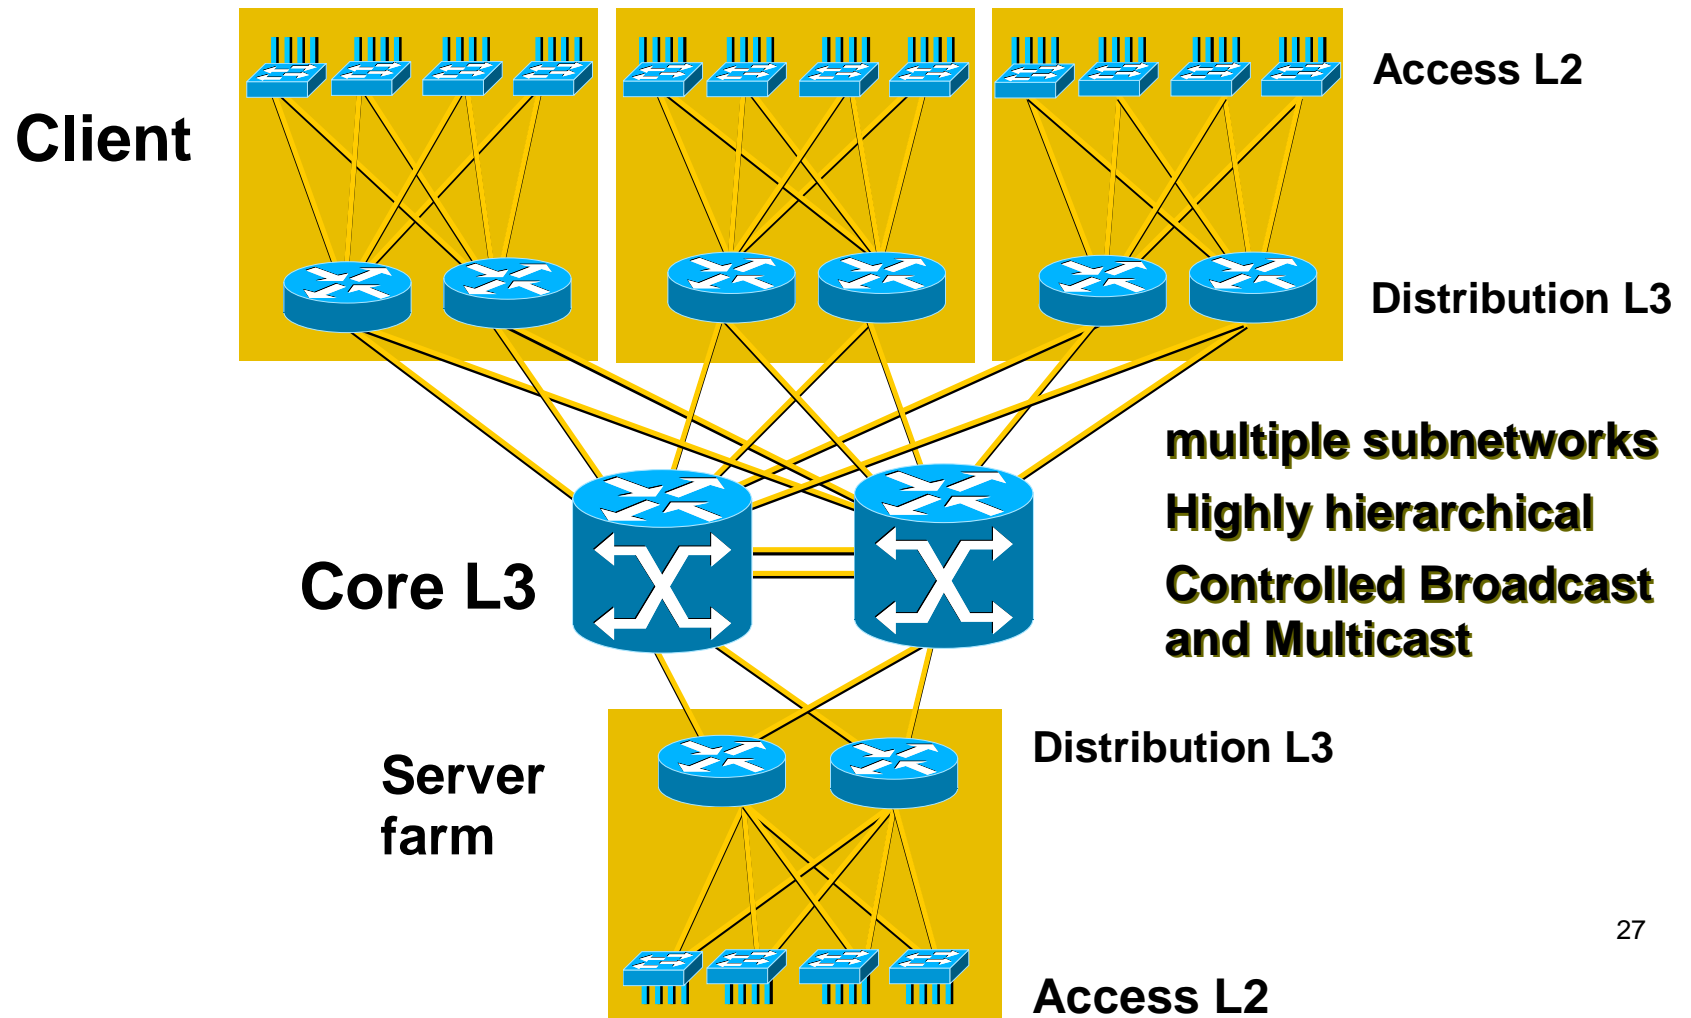 Access L2
Client
Distribution L3
multiple subnetworks
Highly hierarchical
Controlled Broadcast
and Multicast
Core L3
Distribution L3
Server
farm
27
Access L2